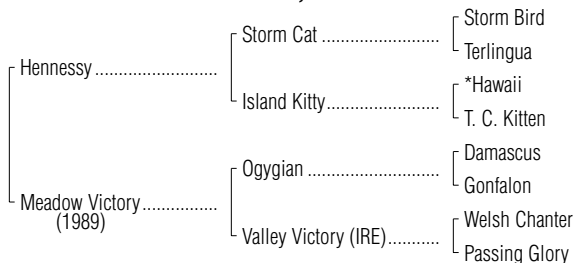 Storm Bird
Storm Cat ............................
Terlingua
Hennessy ..........................
*Hawaii
Island Kitty ........................
T. C. Kitten
Damascus
Ogygian ............................
Gonfalon
Meadow Victory ................
(1989)
Welsh Chanter
Valley Victory (IRE) ...........
Passing Glory